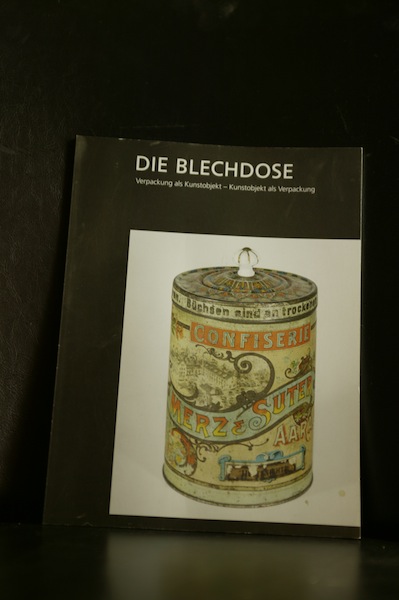 DIE BLECHDOSE
Verpackung als Kunstobjekt – Kunstobjekt als Verpackung
Büchsen sind an trocken
CONFISERIE
MERZ & SUTER
AAR